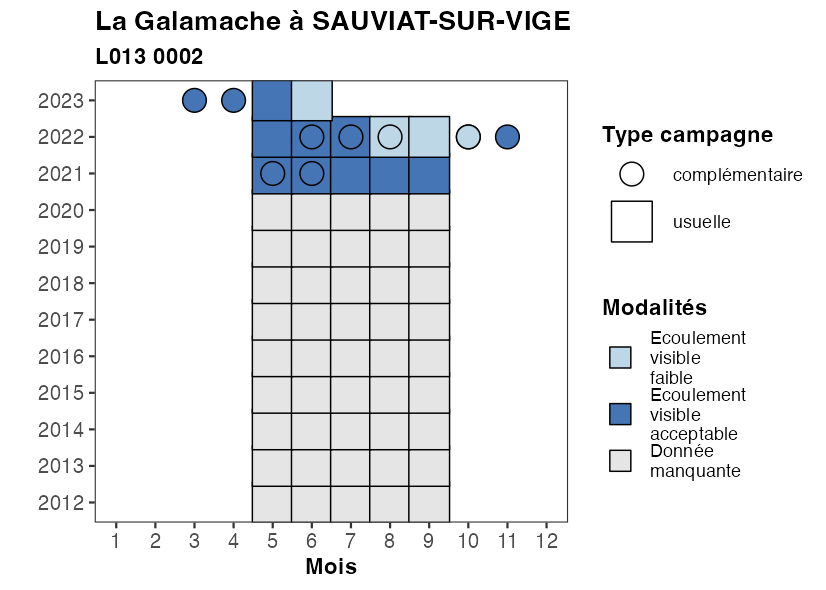 La Galamache à SAUVIAT-SUR-VIGE
L013 0002
2023
2022
2021
2020
2019
2018
2017
2016
2015
2014
2013
2012
1 2 3 4 5 6 7 8 9 10 11 12
Mois
Type campagne
complémentaire
usuelle
Modalités
Ecoulement
visible
faible
Ecoulement
visible
acceptable
Donnée
manquante